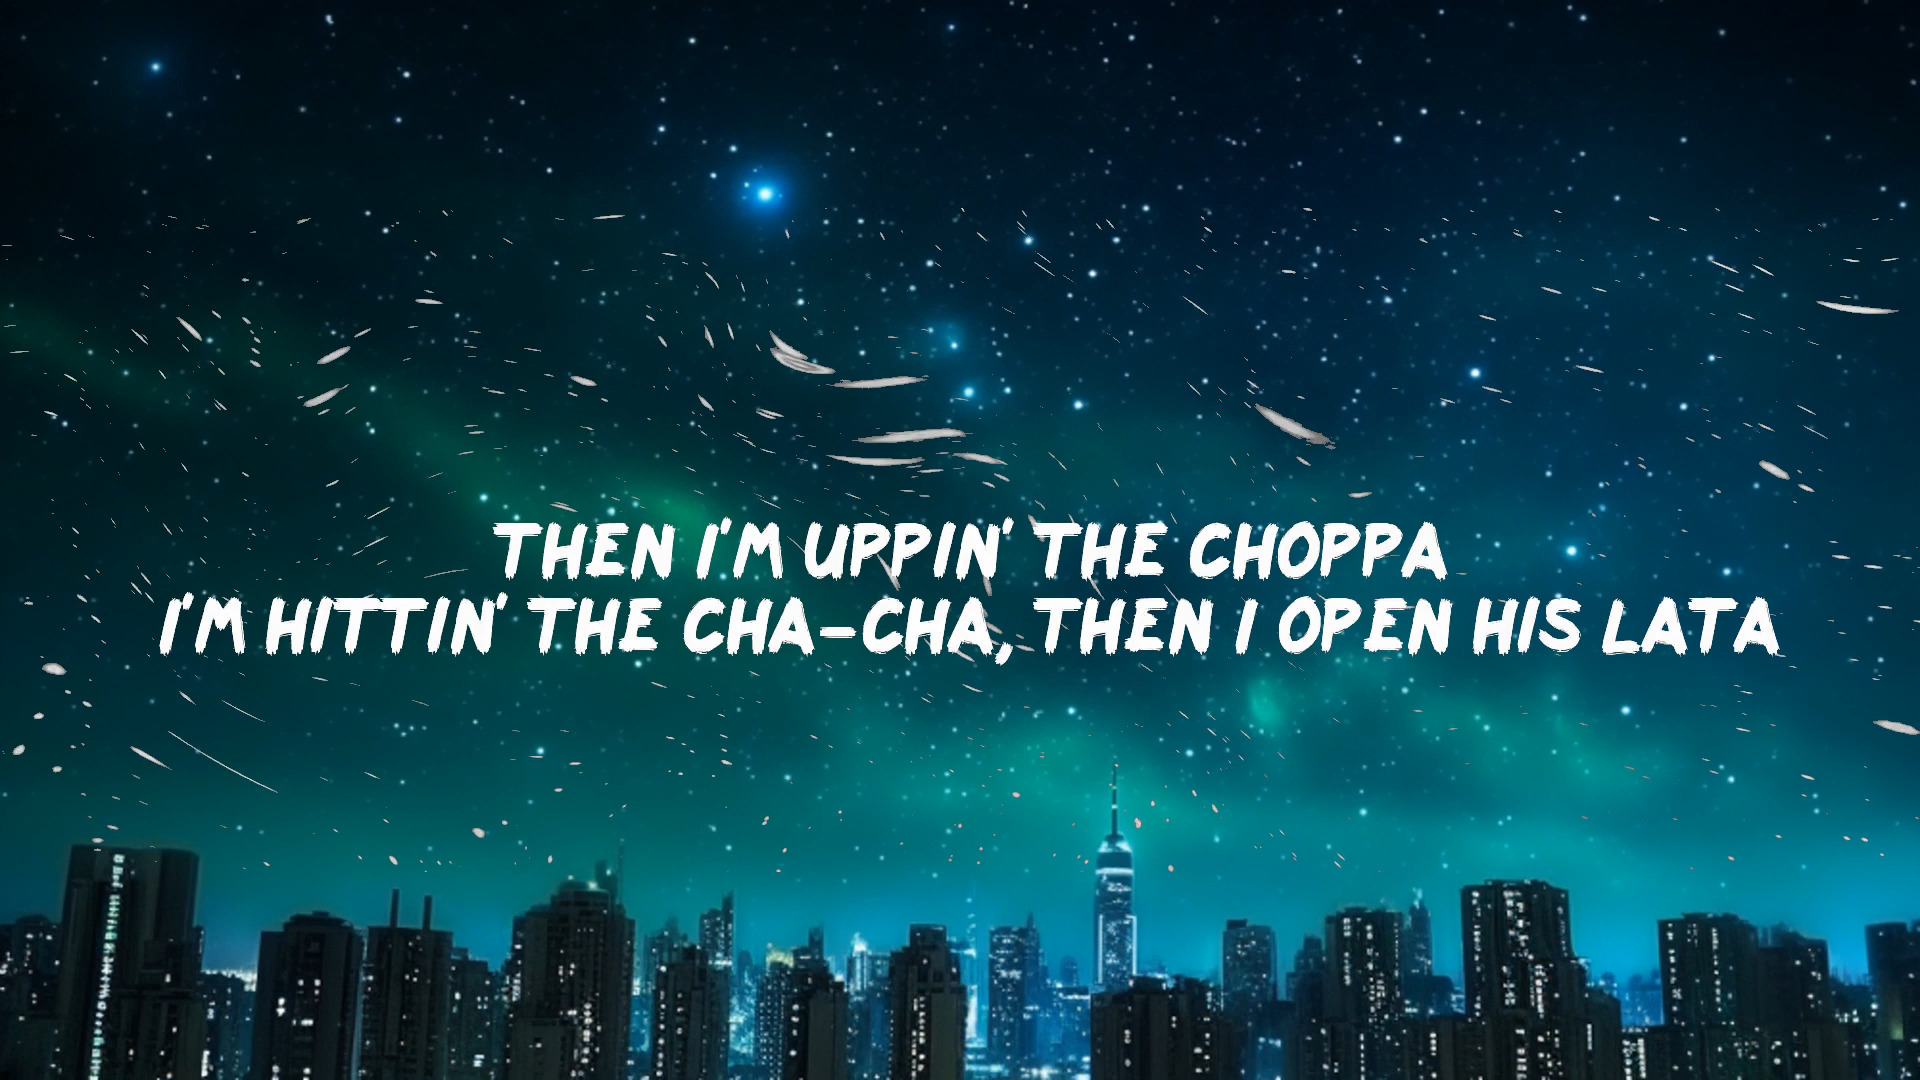 THEN I'M UPPIN' THE CHOPPA
I'M HITTIN' THE CHA-CHA, THEN I OPEN HIS LATA